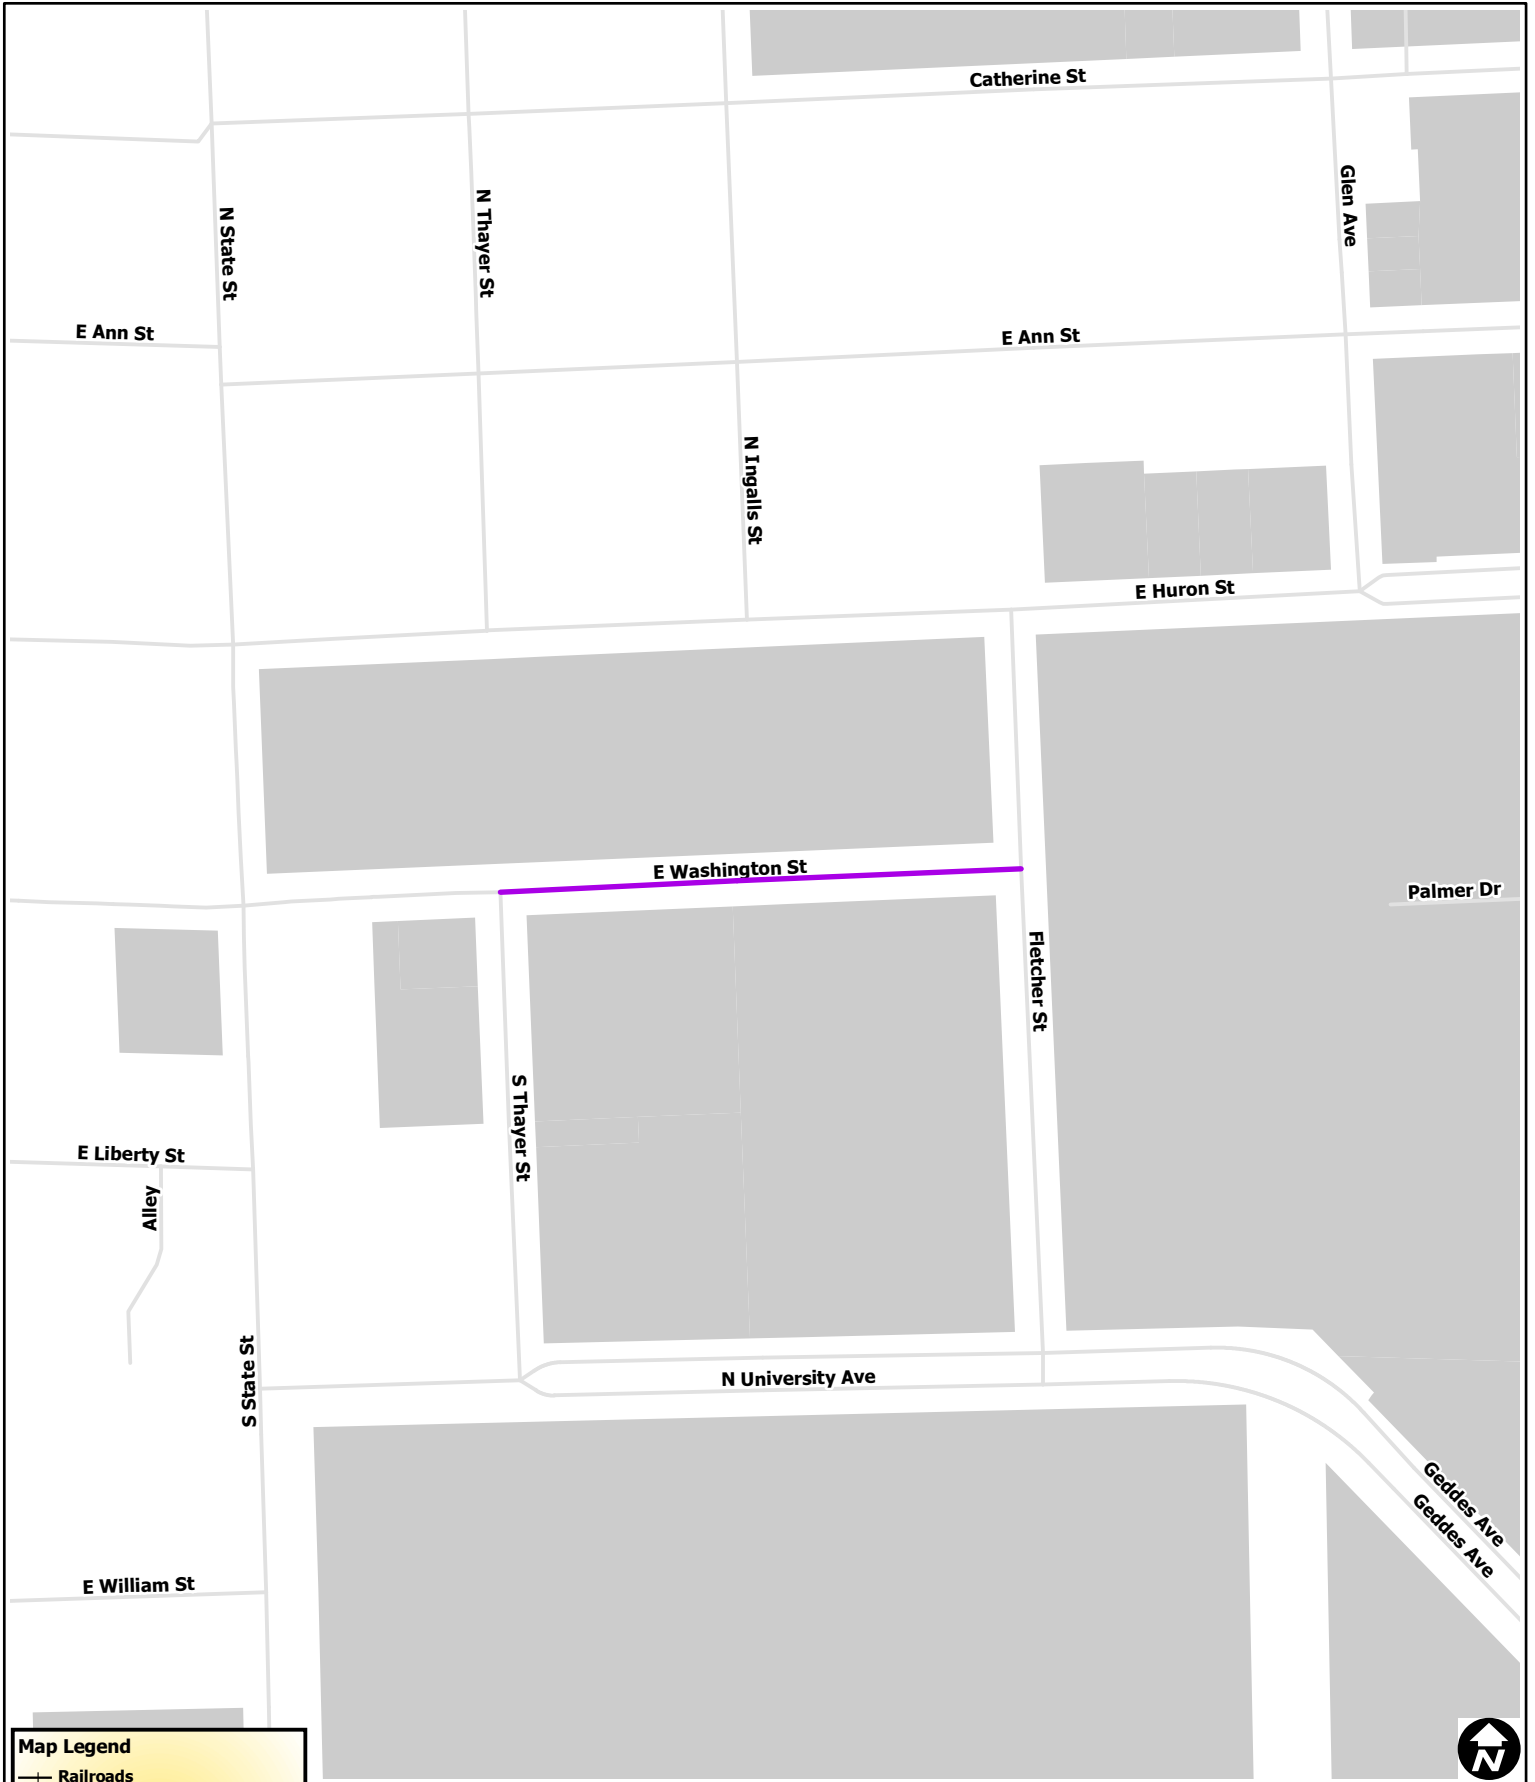 Catherine St
Glen Ave
N State St
N Thayer St
E Ann St
E Ann St
N Ingalls St
E Huron St
E Washington St
Palmer Dr
Fletcher St
S Thayer St
E Liberty St
Alley
S State St
N University Ave
Geddes Ave
Geddes Ave
E William St
Map Legend
Railroads
N